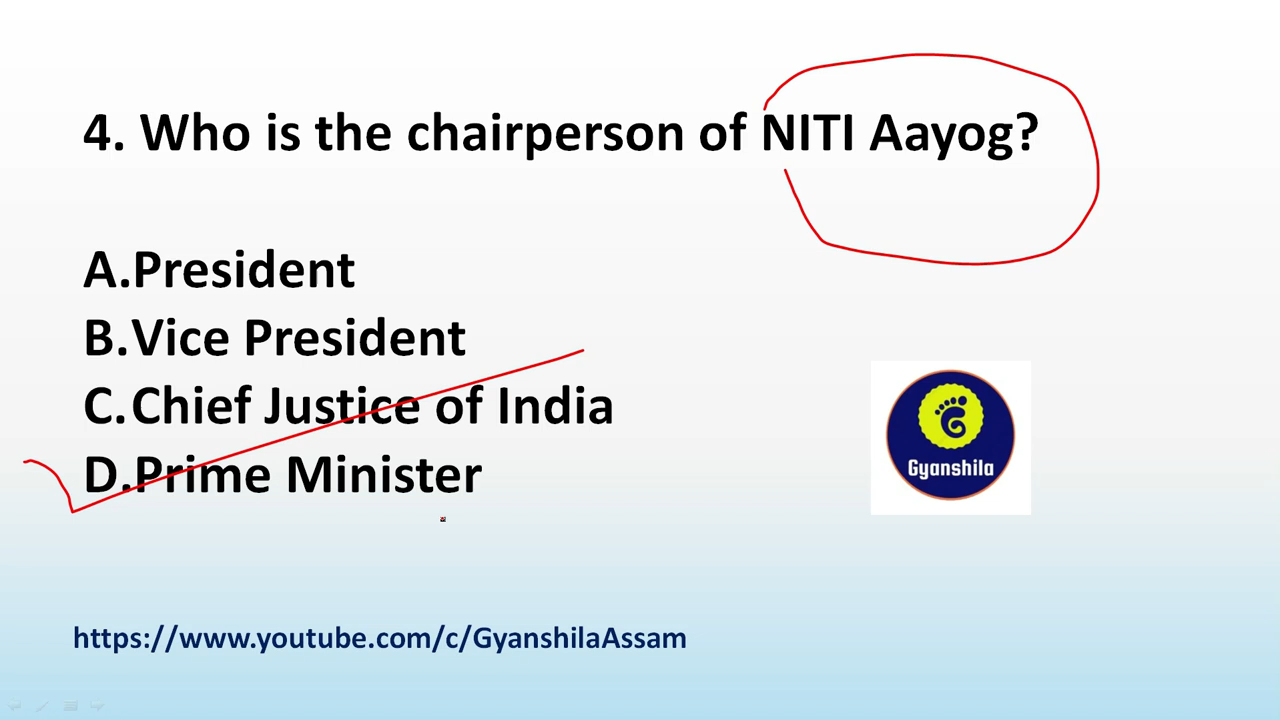 4. Who is the chairperson of NITI Aayog?
A.President
B.Vice President
C.Chief Justice of India
D.Prime Minister
Gyanshila
https://www.youtube.com/c/GyanshilaAssam